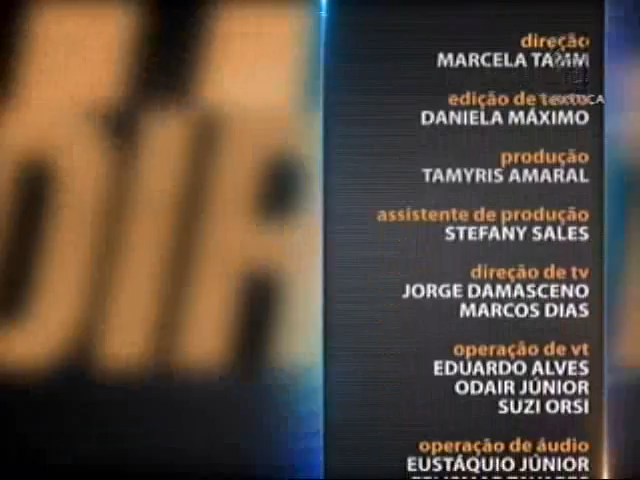 direção
MARCELA TAMM
edição de texto
DANIELA MÁXIMO
produção
TAMYRIS AMARAL
assistente de produção
STEFANY SALES
direção de tv
JORGE DAMASCENO
MARCOS DIAS
operação de vt
EDUARDO ALVES
ODAIR JÚNIOR
SUZI ORSI
operação de áudio
EUSTÁQUIO JÚNIOR